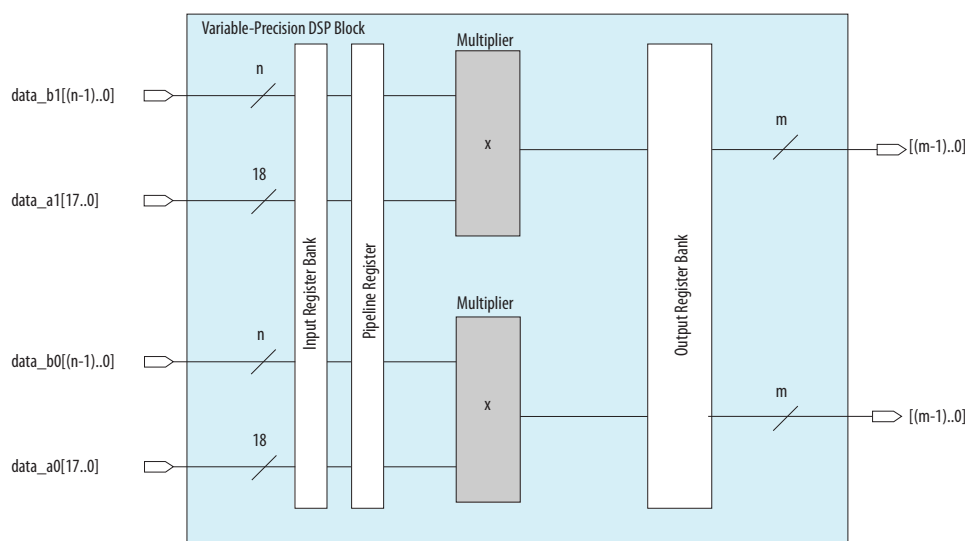 Variable-Precision DSP Block
Multiplier
n
data_b1[(n-1)..0]
m
x
[(m-1)..0]
18
data_a1[17..0]
Input Register Bank
Pipeline Register
Output Register Bank
Multiplier
n
data_b0[(n-1)..0]
m
x
[(m-1)..0]
18
data_a0[17..0]